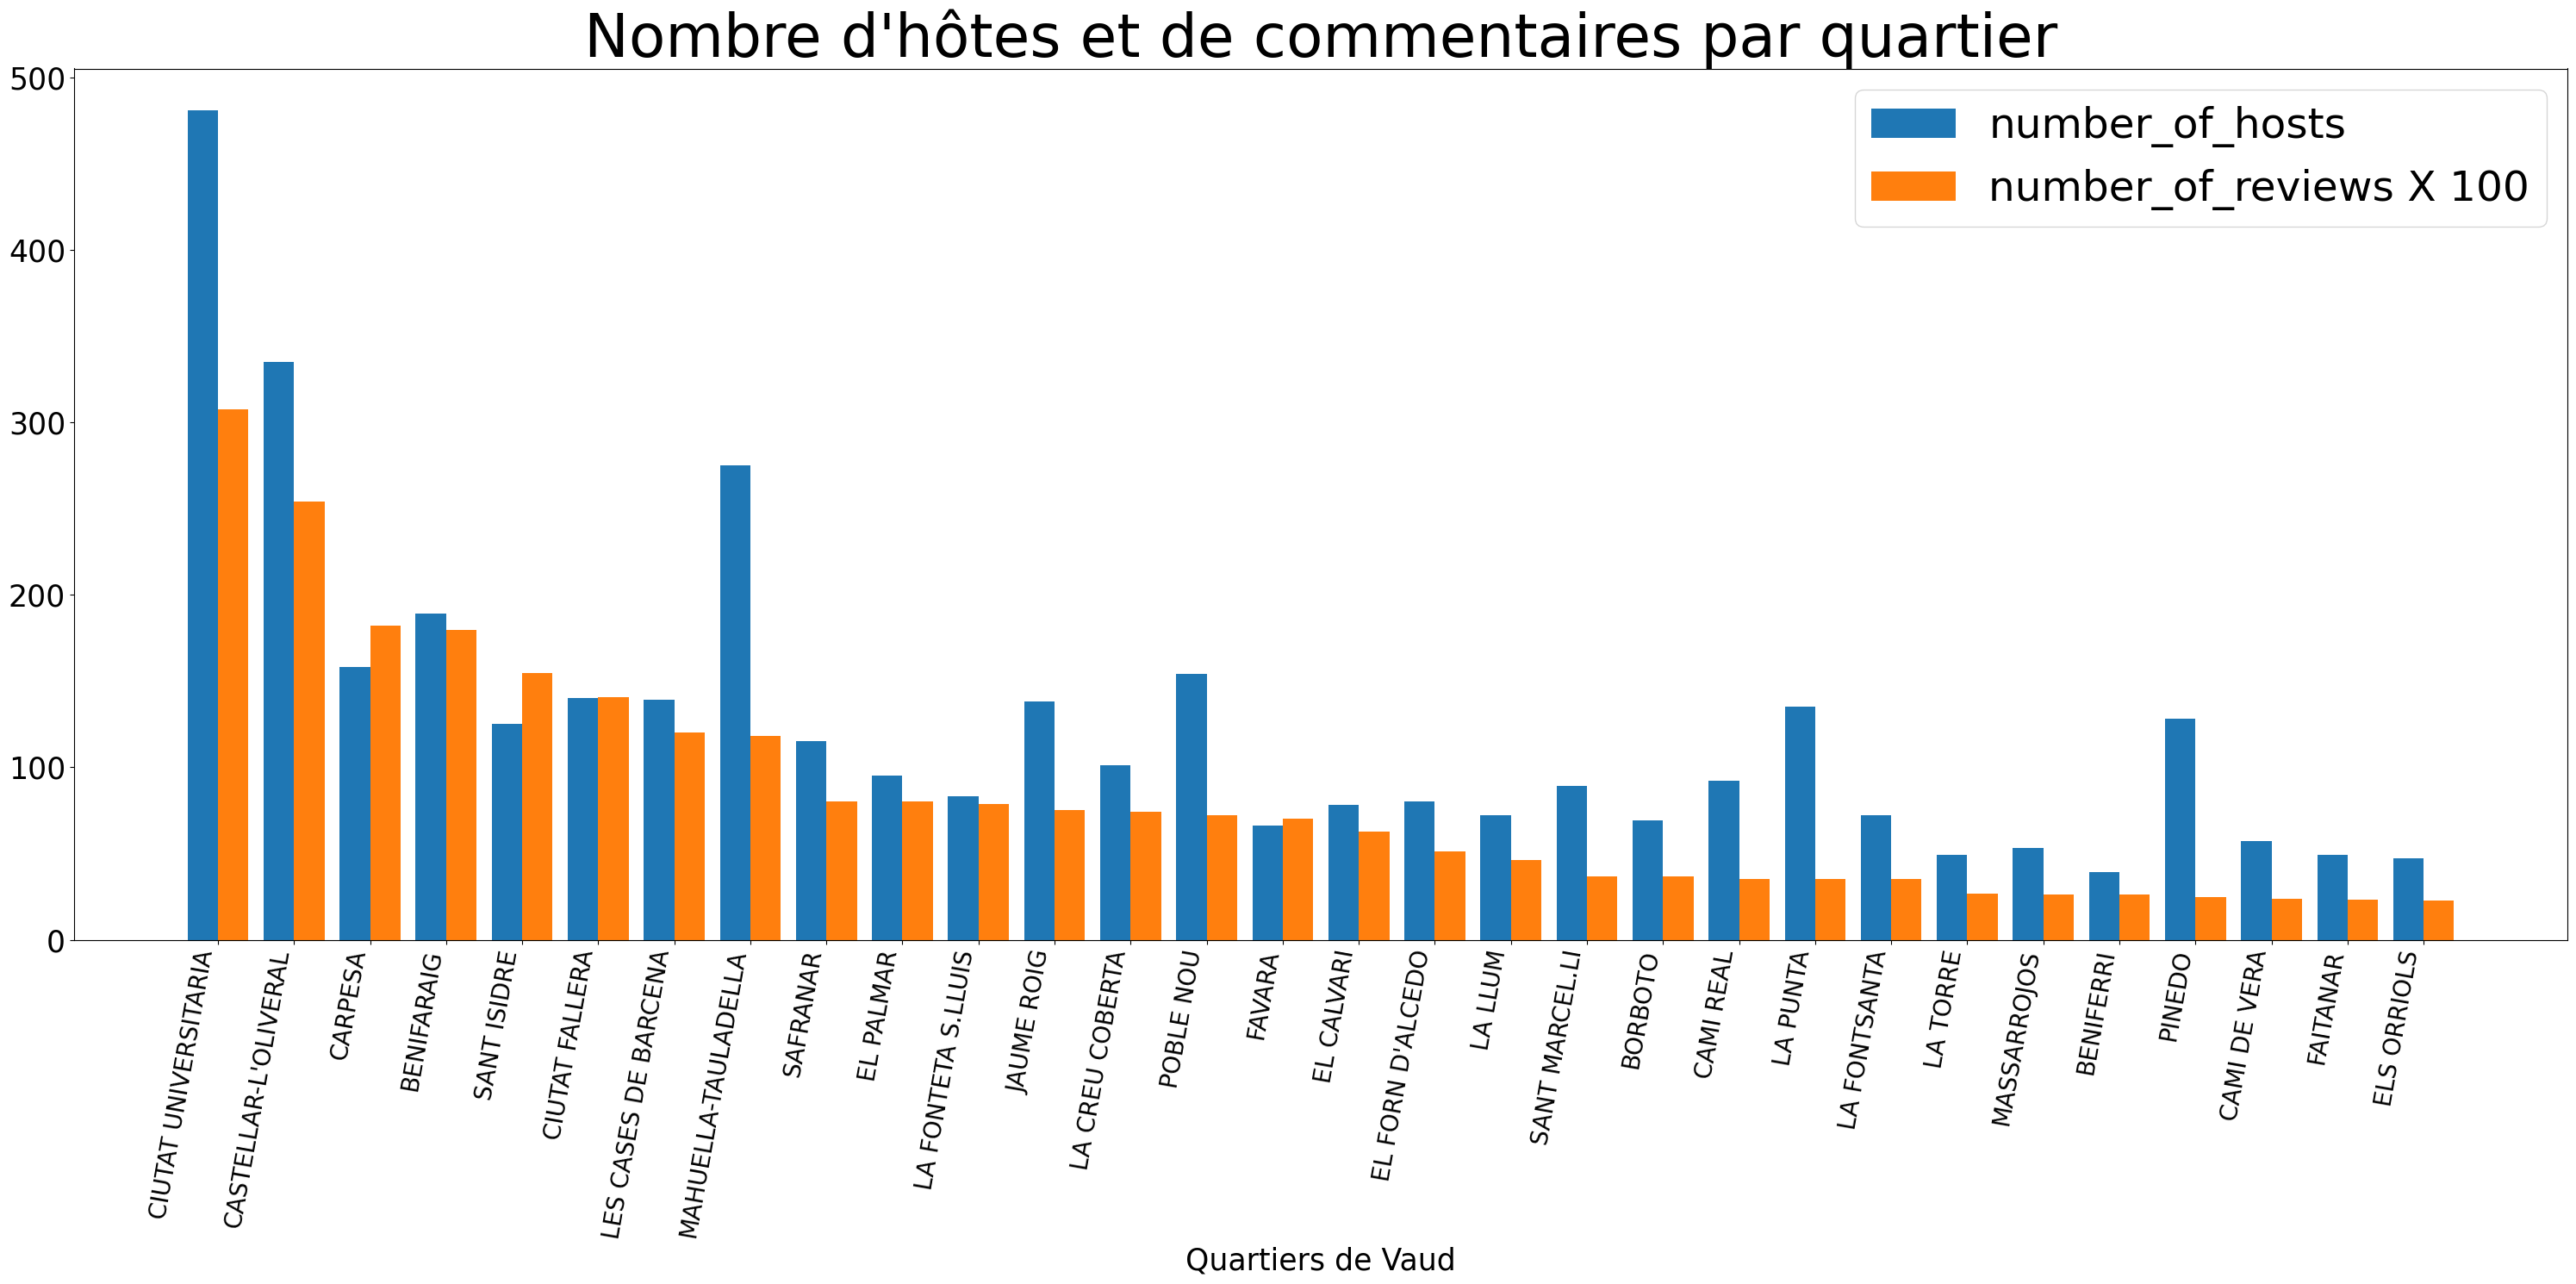 Nombre d'hôtes et de commentaires par quartier
number_of_hosts
number_of_reviews X 100
500
400
300
200
100
0
CIUTAT UNIVERSITARIA
CASTELLAR-L'OLIVERAL
CARPESA
BENIFARAIG
SANT ISIDRE
CIUTAT FALLERA
LES CASES DE BARCENA
MAHUELLA-TAULADELLA
SAFRANAR
EL PALMAR
LA FONTETA S.LLUIS
JAUME ROIG
LA CREU COBERTA
POBLE NOU
FAVARA
EL CALVARI
EL FORN D'ALCEDO
LA LLUM
SANT MARCEL.LI
BORBOTO
CAMI REAL
LA PUNTA
LA FONTSANTA
LA TORRE
MASSARROJOS
BENIFERRI
PINEDO
CAMI DE VERA
FAITANAR
ELS ORRIOLS
Quartiers de Vaud